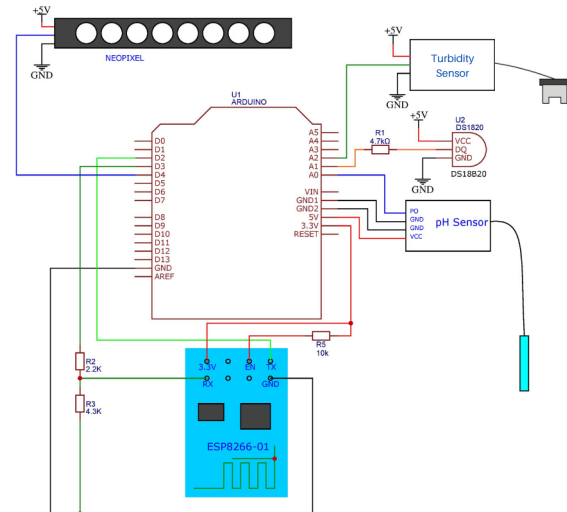 +5V
GND
NEOPIXEL
+5V
Turbidity
Sensor
GND
U1
ARDUINO
D0
D1
D2
D3
D4
D5
D6
D7
D8
D9
D10
D11
D12
D13
GND
AREF
A5
A4
A3
A2
A1
A0
VIN
GND1
GND2
5V
3.3V
RESET
R1
4.7kΩ
+5V
GND
U2
DS1820
VCC
DQ
GND
DS18B20
PO
GND
GND
VCC
pH Sensor
R5
10k
R2
2.2K
R3
4.3K
3.3V
EN
TX
RX
GND
ESP8266-01